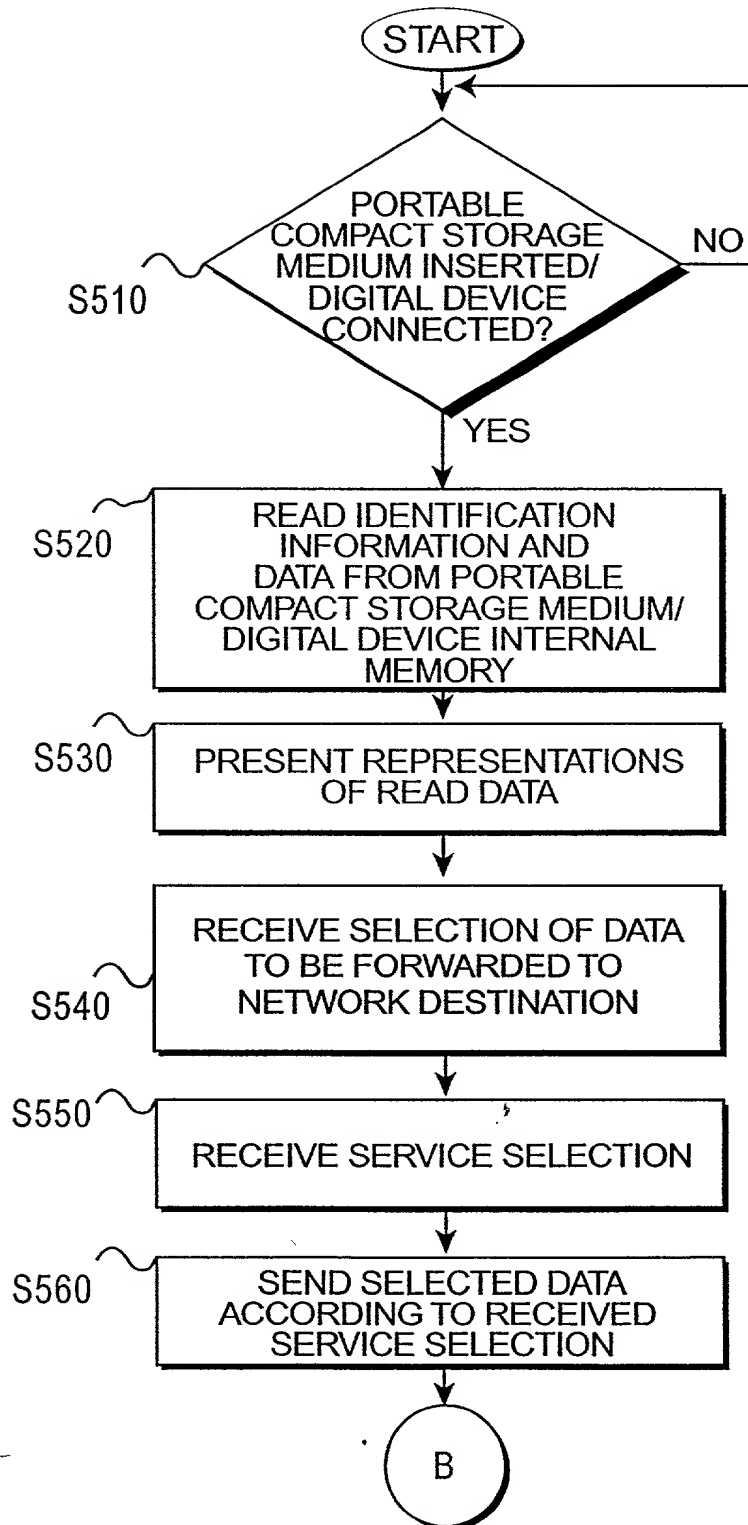 START
PORTABLE
COMPACT STORAGE
MEDIUM INSERTED/
DIGITAL DEVICE
CONNECTED?
NO
S510
YES
S520
READ IDENTIFICATION
INFORMATION AND
DATA FROM PORTABLE
COMPACT STORAGE MEDIUM/
DIGITAL DEVICE INTERNAL
MEMORY
S530
PRESENT REPRESENTATIONS
OF READ DATA
S540
RECEIVE SELECTION OF DATA
TO BE FORWARDED TO
NETWORK DESTINATION
S550
RECEIVE SERVICE SELECTION
S560
SEND SELECTED DATA
ACCORDING TO RECEIVED
SERVICE SELECTION
B